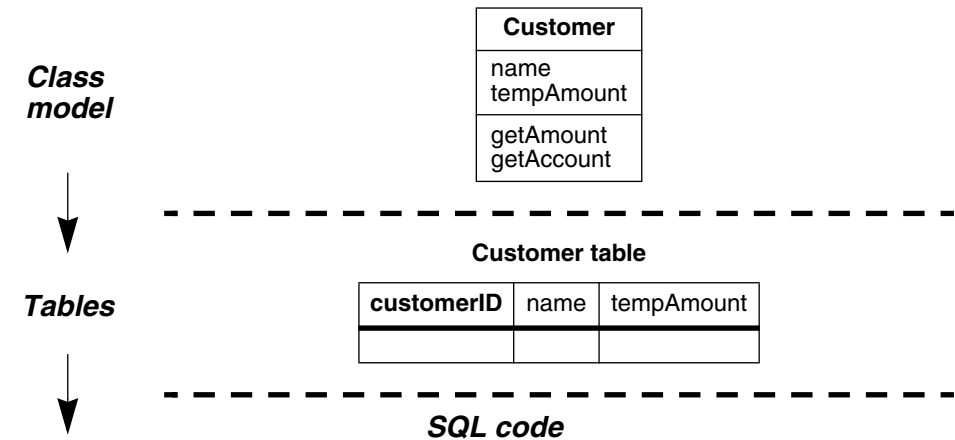 Customer
Class
model
name
tempAmount
getAmount
getAccount
Customer table
Tables
customerID name tempAmount
SQL code